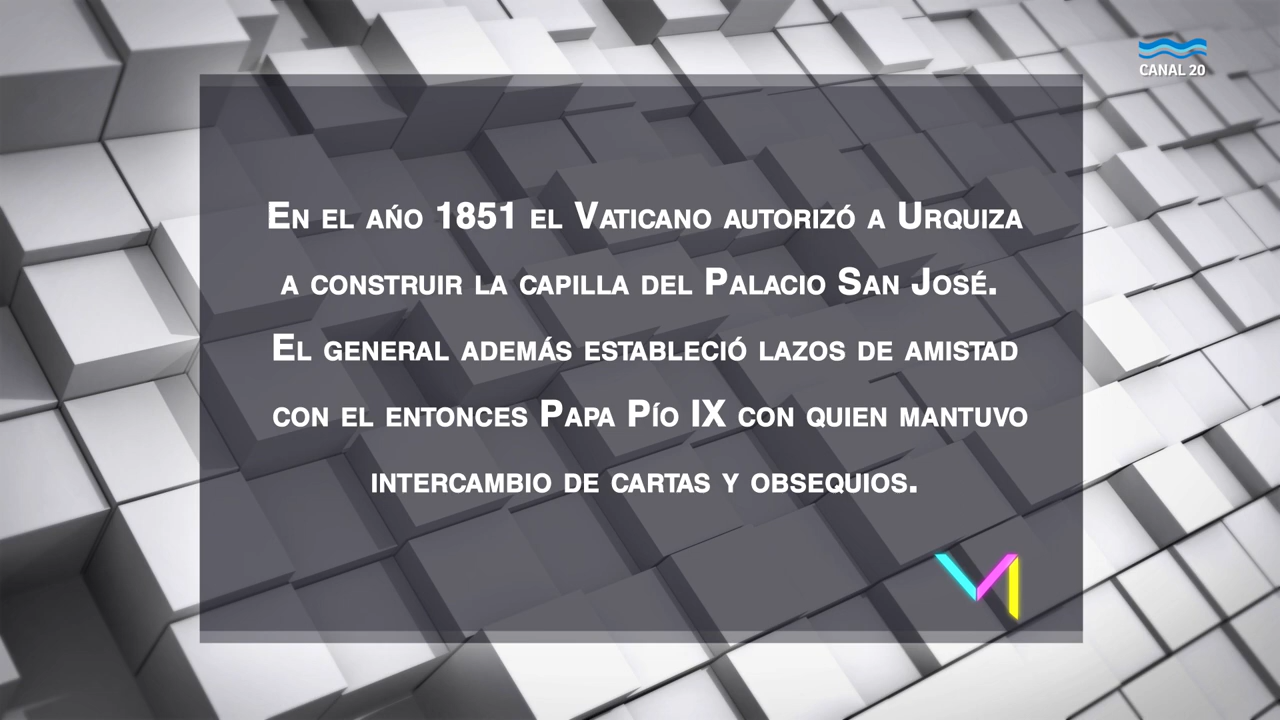 CANAL 20
En el año 1851 el Vaticano autorizó a Urquiza
a construir la capilla del Palacio San José.
El general además estableció lazos de amistad
con el entonces Papa Pío IX con quien mantuvo
intercambio de cartas y obsequios.